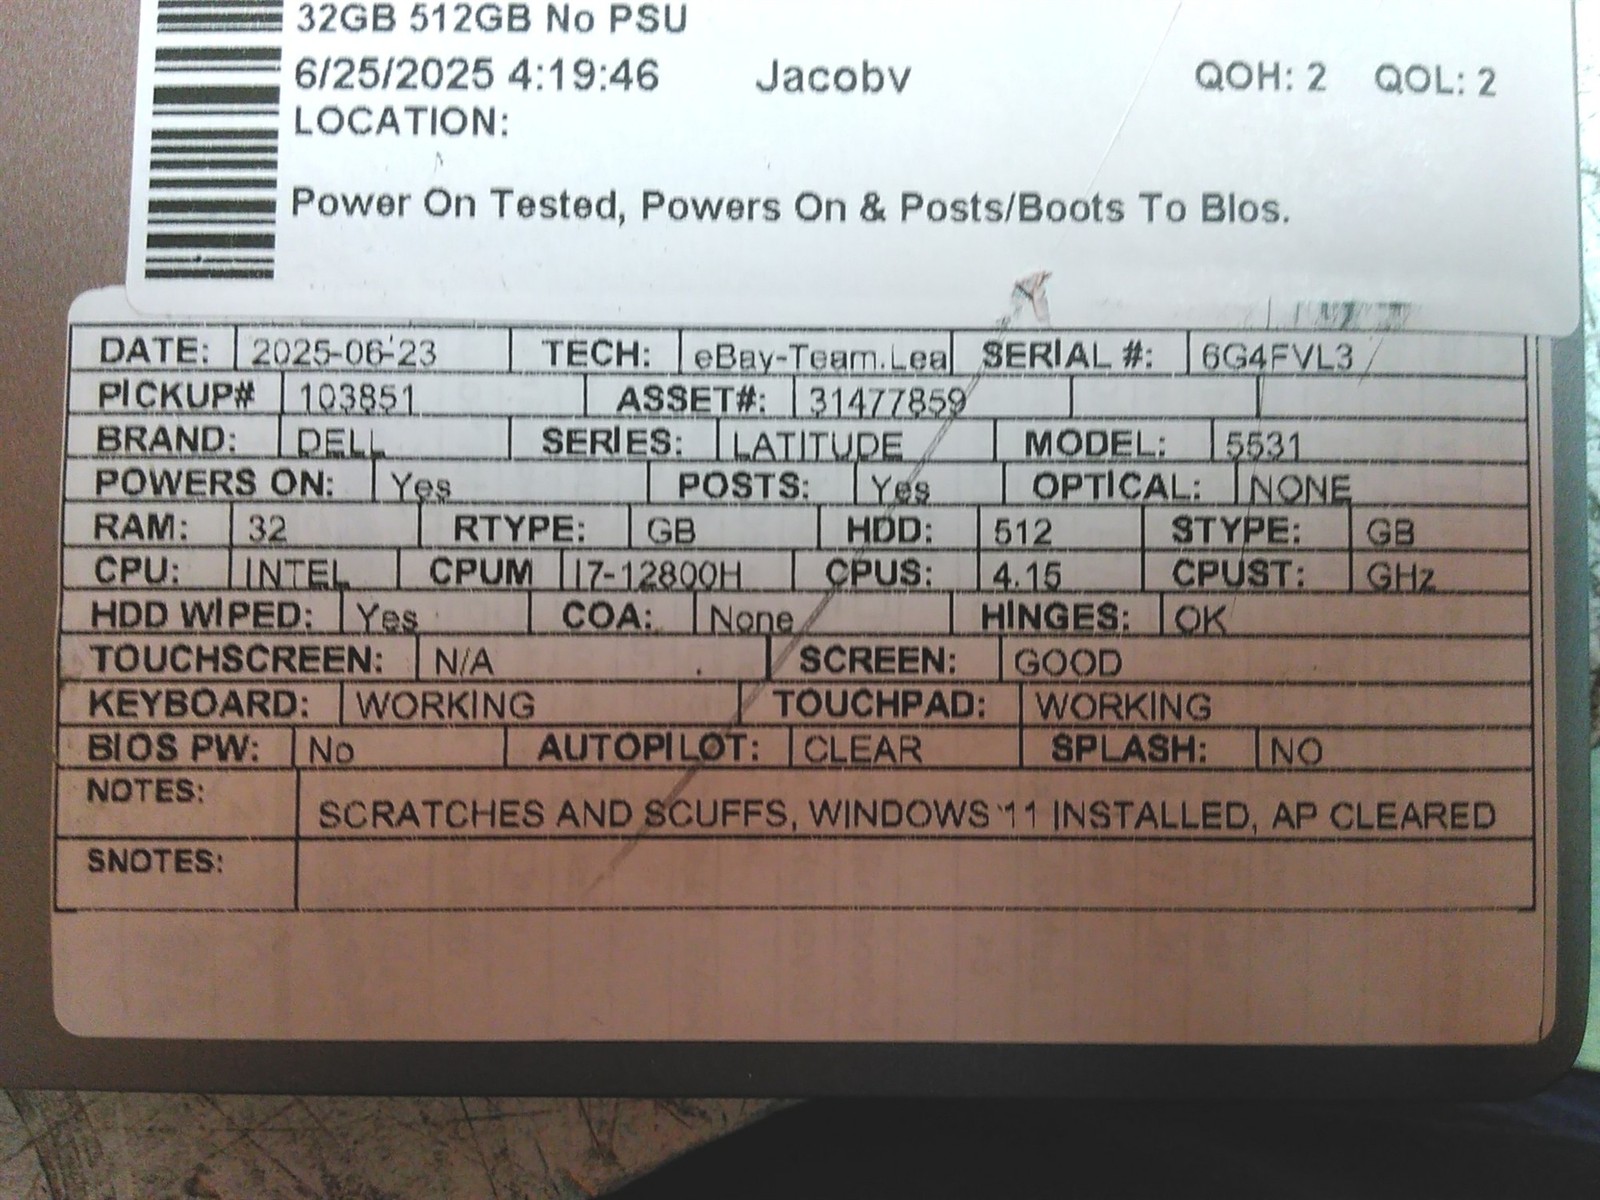 32GB 512GB No PSU
6/25/2025 4:19:46 Jacobv QOH: 2 QOL: 2
LOCATION:
Power On Tested, Powers On & Posts/Boots To Bios.
DATE: 2025-06-23 TECH: eBay-Team.Lea SERIAL #: 6G4FVL3
PICKUP# 103851 ASSET#: 31477859
BRAND: DELL SERIES: LATITUDE MODEL: 5531
POWERS ON: Yes POSTS: Yes OPTICAL: NONE
RAM: 32 RTYPE: GB HDD: 512 STYPE: GB
CPU: INTEL CPUM I7-12800H CPUS: 4.15 CPUST: GHz
HDD WIPED: Yes COA: None HINGES: OK
TOUCHSCREEN: N/A SCREEN: GOOD
KEYBOARD: WORKING TOUCHPAD: WORKING
BIOS PW: No AUTOPILOT: CLEAR SPLASH: NO
NOTES: SCRATCHES AND SCUFFS, WINDOWS 11 INSTALLED, AP CLEARED
SNOTES: